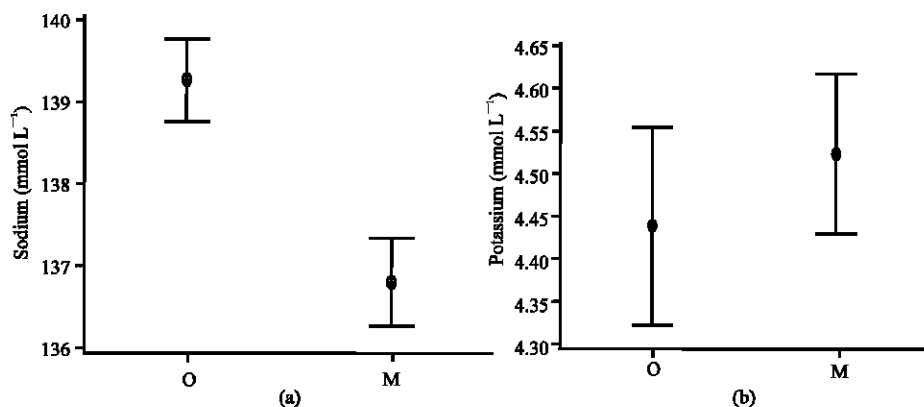 Sodium (mmol L⁻¹)
140
139
138
137
136
O
M
(a)
Potassium (mmol L⁻¹)
4.65
4.60
4.55
4.50
4.45
4.40
4.35
4.30
O
M
(b)